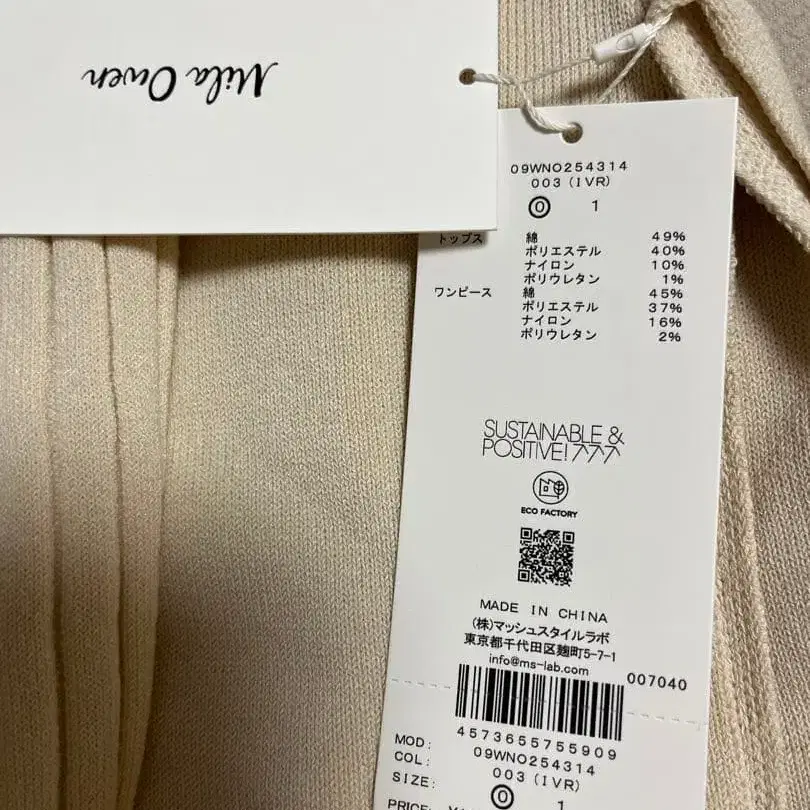 Mila Owen
09WNO254314
003 (IVR)
⓪ 1
トップス 綿 49%
ポリエステル 40%
ナイロン 10%
ポリウレタン 1%
ワンピース 綿 45%
ポリエステル 37%
ナイロン 16%
ポリウレタン 2%
SUSTAINABLE &
POSITIVE!
ECO FACTORY
MADE IN CHINA
(株)マッシュスタイルラボ
東京都千代田区麹町5-7-1
info@ms-lab.com
007040
4573655755909
MOD: 09WNO254314
COL: 003 (IVR)
SIZE: ⓪ 1
PRICE: